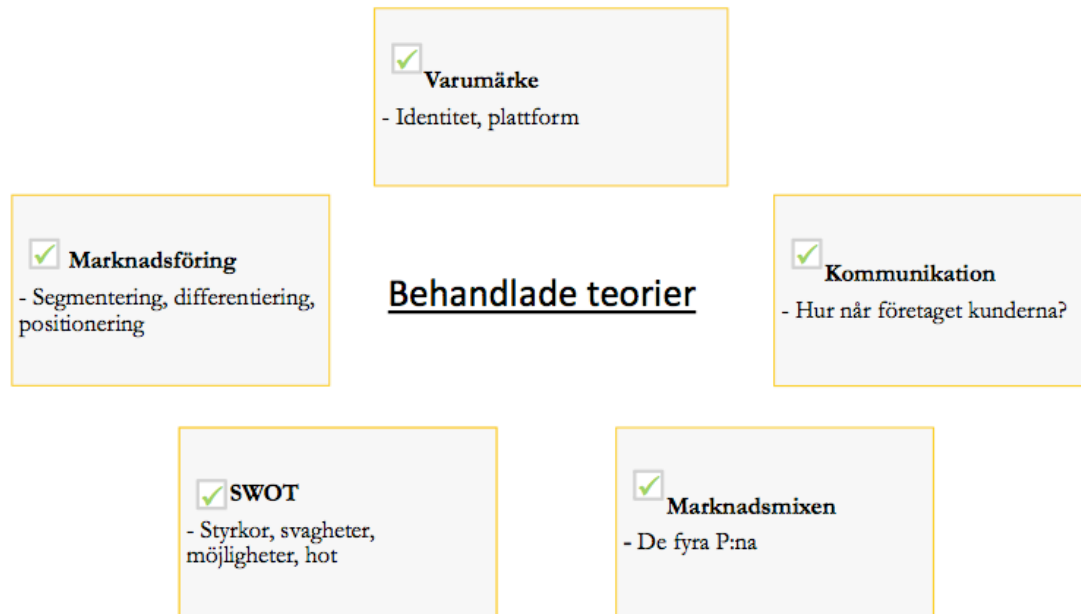 Varumärke
- Identitet, plattform
Marknadsföring
- Segmentering, differentiering,
positionering
Behandlade teorier
Kommunikation
- Hur når företaget kunderna?
SWOT
- Styrkor, svagheter,
möjligheter, hot
Marknadsmixen
- De fyra P:na